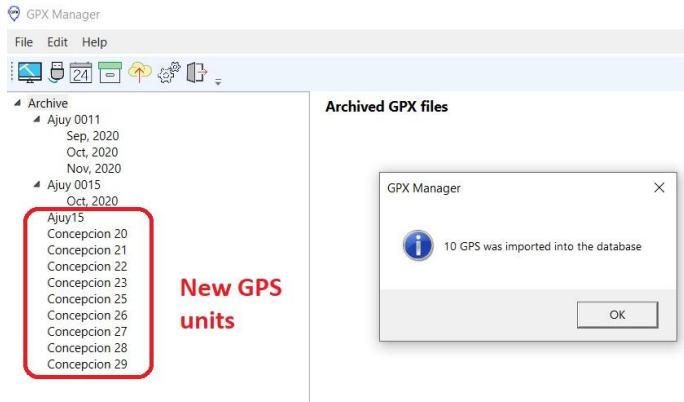 GPX Manager
File Edit Help
24
Archive
Ajuy 0011
Sep, 2020
Oct, 2020
Nov, 2020
Ajuy 0015
Oct, 2020
Ajuy15
Concepcion 20
Concepcion 21
Concepcion 22
Concepcion 23
Concepcion 25
Concepcion 26
Concepcion 27
Concepcion 28
Concepcion 29
New GPS
units
Archived GPX files
GPX Manager
10 GPS was imported into the database
OK